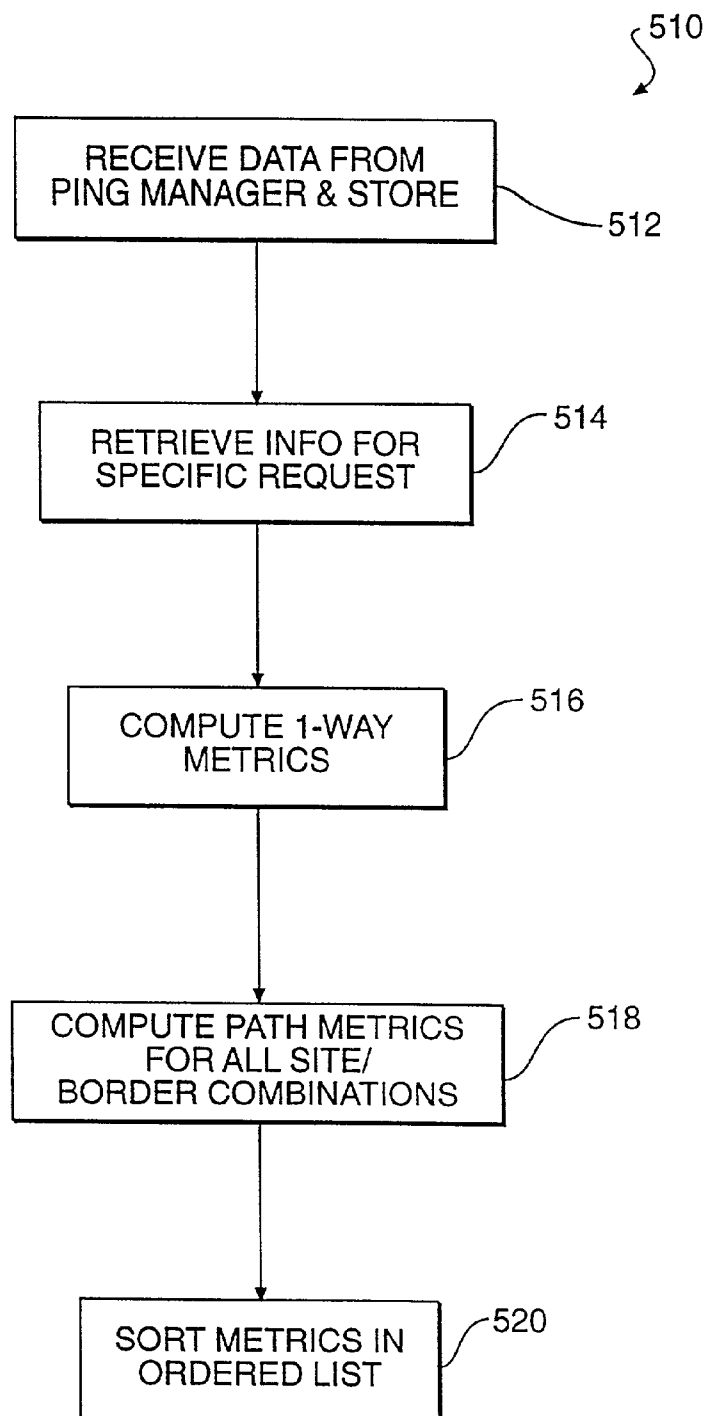 510
RECEIVE DATA FROM
PING MANAGER & STORE
512
RETRIEVE INFO FOR
SPECIFIC REQUEST
514
COMPUTE 1-WAY
METRICS
516
COMPUTE PATH METRICS
FOR ALL SITE/
BORDER COMBINATIONS
518
SORT METRICS IN
ORDERED LIST
520